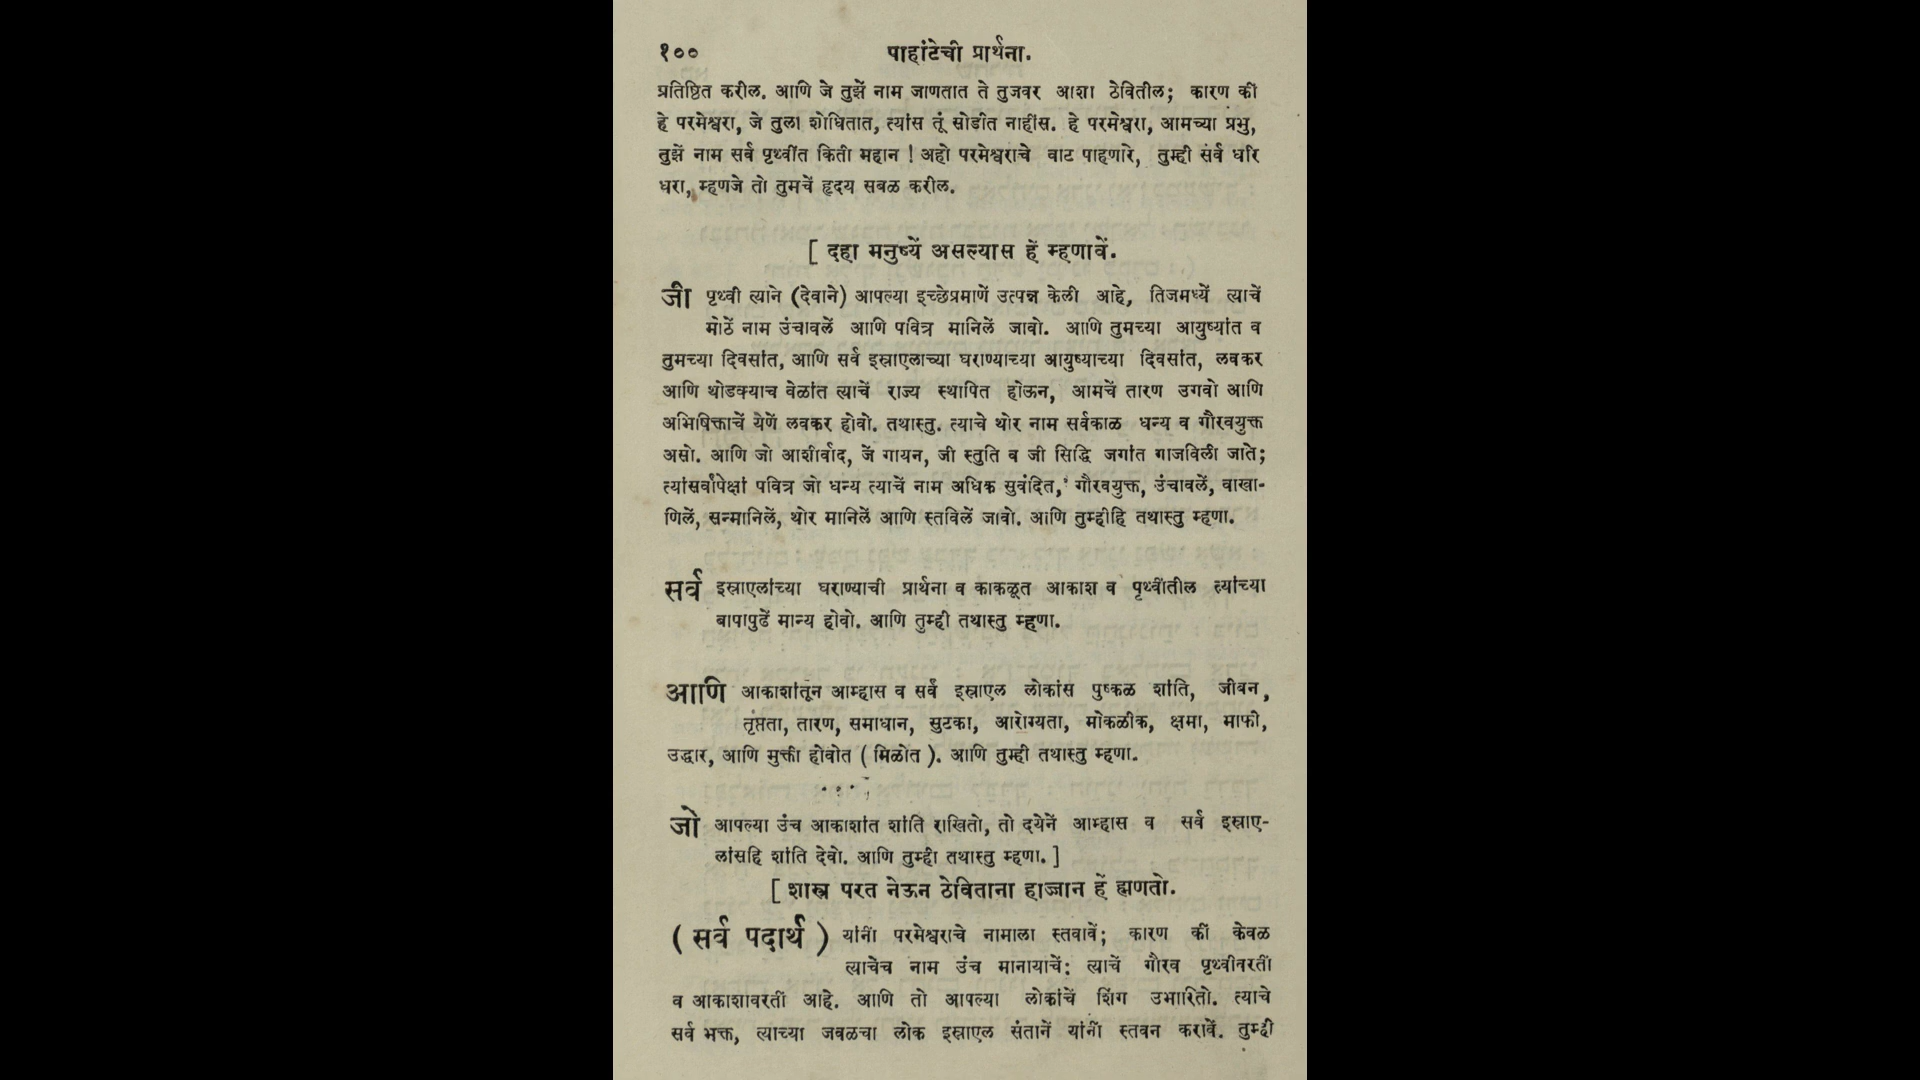 १०० पाहांटेची प्रार्थना.
प्रतिष्ठित करील. आणि जे तुझें नाम जाणतात ते तुजवर आशा ठेवितील; कारण कीं
हे परमेश्वरा, जे तुला शोधितात, त्यांस तूं सोडीत नाहींस. हे परमेश्वरा, आमच्या प्रभु,
तुझें नाम सर्व पृथ्वींत किती महान ! अहो परमेश्वराचे वाट पाहणारे, तुम्ही सर्व धीर
धरा, म्हणजे तो तुमचें हृदय सबळ करील.
[ दहा मनुष्यें असल्यास हें म्हणावें.
जी पृथ्वी त्याने (देवाने) आपल्या इच्छेप्रमाणें उत्पन्न केली आहे, तिजमध्यें त्याचें
मोठें नाम उंचावलें आणि पवित्र मानिलें जावो. आणि तुमच्या आयुष्यांत व
तुमच्या दिवसांत, आणि सर्व इस्राएलाच्या घराण्याच्या आयुष्याच्या दिवसांत, लवकर
आणि थोडक्याच वेळांत त्याचें राज्य स्थापित होऊन, आमचें तारण उगवो आणि
अभिषिक्ताचें येणें लवकर होवो. तथास्तु. त्याचे थोर नाम सर्वकाळ धन्य व गौरवयुक्त
असो. आणि जो आशीर्वाद, जें गायन, जी स्तुति व जी सिद्धि जगांत गाजविली जाते;
त्यांसर्वांपेक्षां पवित्र जो धन्य त्याचें नाम अधिक सुवंदित, गौरवयुक्त, उंचावलें, वाखा-
णिलें, सन्मानिलें, थोर मानिलें आणि स्तविलें जावो. आणि तुम्हीहि तथास्तु म्हणा.
सर्व इस्राएलांच्या घराण्याची प्रार्थना व काकळूत आकाश व पृथ्वींतील त्यांच्या
बापापुढें मान्य होवो. आणि तुम्ही तथास्तु म्हणा.
आणि आकाशांतून आम्हास व सर्व इस्राएल लोकांस पुष्कळ शांति, जीवन,
तृप्तता, तारण, समाधान, सुटका, आरोग्यता, मोकळीक, क्षमा, माफी,
उद्धार, आणि मुक्ती होवोत ( मिळोत ). आणि तुम्ही तथास्तु म्हणा.
जो आपल्या उंच आकाशांत शांति राखितो, तो दयेनें आम्हास व सर्व इस्राए-
लांसहि शांति देवो. आणि तुम्ही तथास्तु म्हणा. ]
[ शास्त्र परत नेऊन ठेविताना हाज्जान हें ह्मणतो.
( सर्व पदार्थ ) यांनीं परमेश्वराचे नामाला स्तवावें; कारण कीं केवळ
त्याचेंच नाम उंच मानायाचें; त्याचें गौरव पृथ्वीवरतीं
व आकाशावरतीं आहे. आणि तो आपल्या लोकांचें शिंग उभारितो. त्याचे
सर्व भक्त, त्याच्या जवळचा लोक इस्राएल संतानें यांनीं स्तवन करावें. तुम्ही